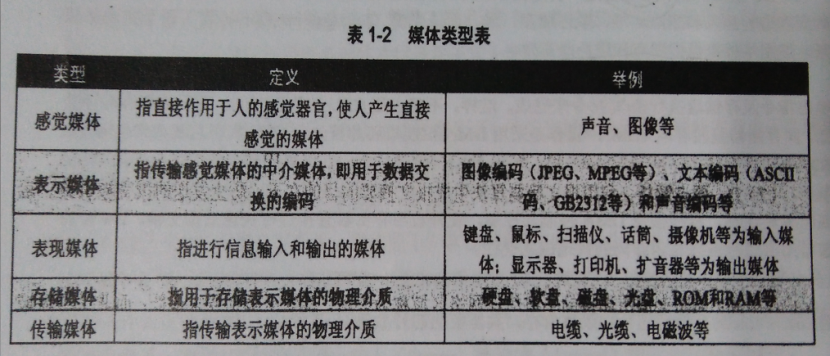 表 1-2 媒体类型表
类型 定义 举例
感觉媒体 指直接作用于人的感觉器官,使人产生直接
感觉的媒体 声音、图像等
表示媒体 指传输感觉媒体的中介媒体,即用于数据交
换的编码 图像编码(JPEG、MPEG等)、文本编码(ASCII
码、GB2312等)和声音编码等
表现媒体 指进行信息输入和输出的媒体 键盘、鼠标、扫描仪、话筒、摄像机等为输入媒
体;显示器、打印机、扩音器等为输出媒体
存储媒体 指用于存储表示媒体的物理介质 硬盘、软盘、磁盘、光盘、ROM和RAM等
传输媒体 指传输表示媒体的物理介质 电缆、光缆、电磁波等